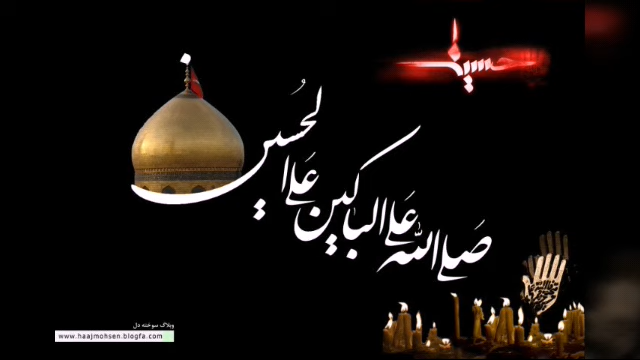 حسین
صلی الله علی الباکین علی الحسین
وبلاگ سوخته دل
www.haajmohsen.blogfa.com